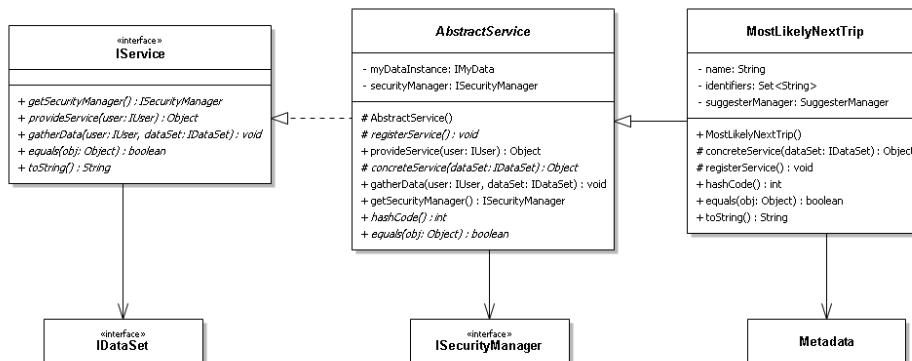 «interface»
IService
+ getSecurityManager() : ISecurityManager
+ provideService(user: IUser) : Object
+ gatherData(user: IUser, dataSet: IDataSet) : void
+ equals(obj: Object) : boolean
+ toString() : String
AbstractService
- myDataInstance: IMyData
- securityManager: ISecurityManager
# AbstractService()
# registerService() : void
+ provideService(user: IUser) : Object
# concreteService(dataSet: IDataSet) : Object
+ gatherData(user: IUser, dataSet: IDataSet) : void
+ getSecurityManager() : ISecurityManager
+ hashCode() : int
+ equals(obj: Object) : boolean
MostLikelyNextTrip
- name: String
- identifiers: Set<String>
- suggesterManager: SuggesterManager
+ MostLikelyNextTrip()
# concreteService(dataSet: IDataSet) : Object
# registerService() : void
+ hashCode() : int
+ equals(obj: Object) : boolean
+ toString() : String
«interface»
IDataSet
«interface»
ISecurityManager
Metadata